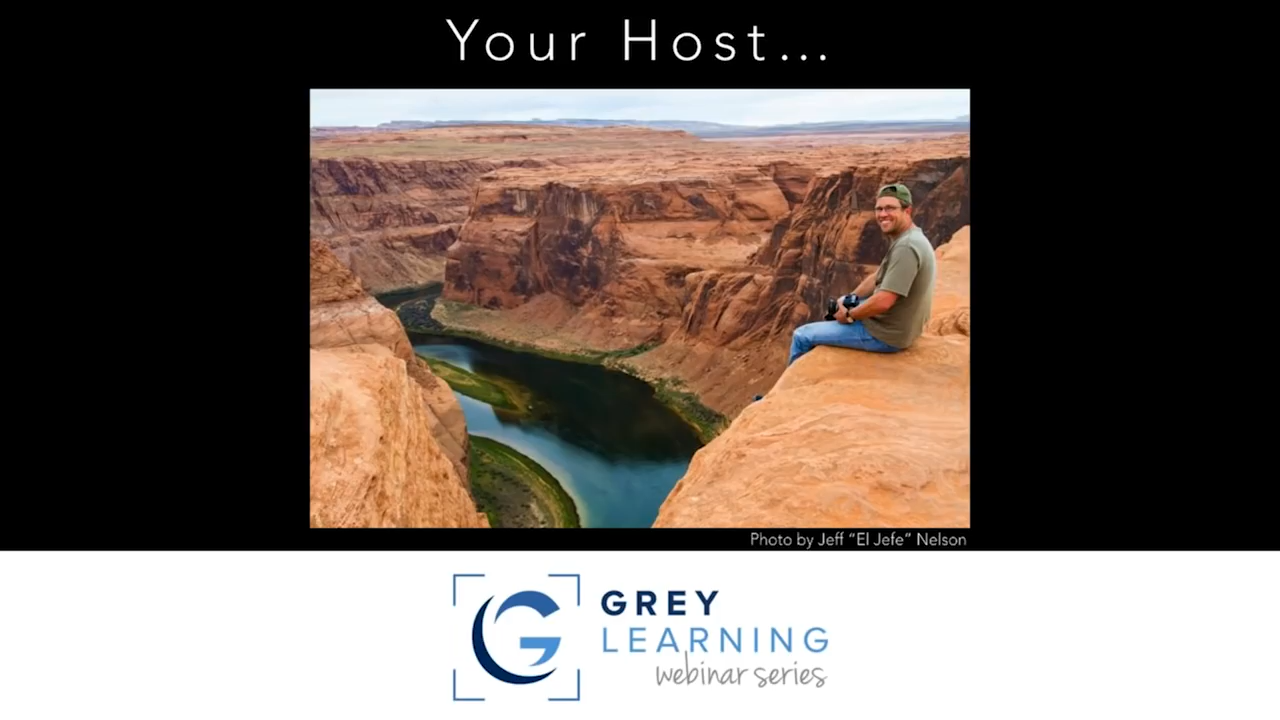 Your Host...
Photo by Jeff “El Jefe” Nelson
GREY
LEARNING
webinar series